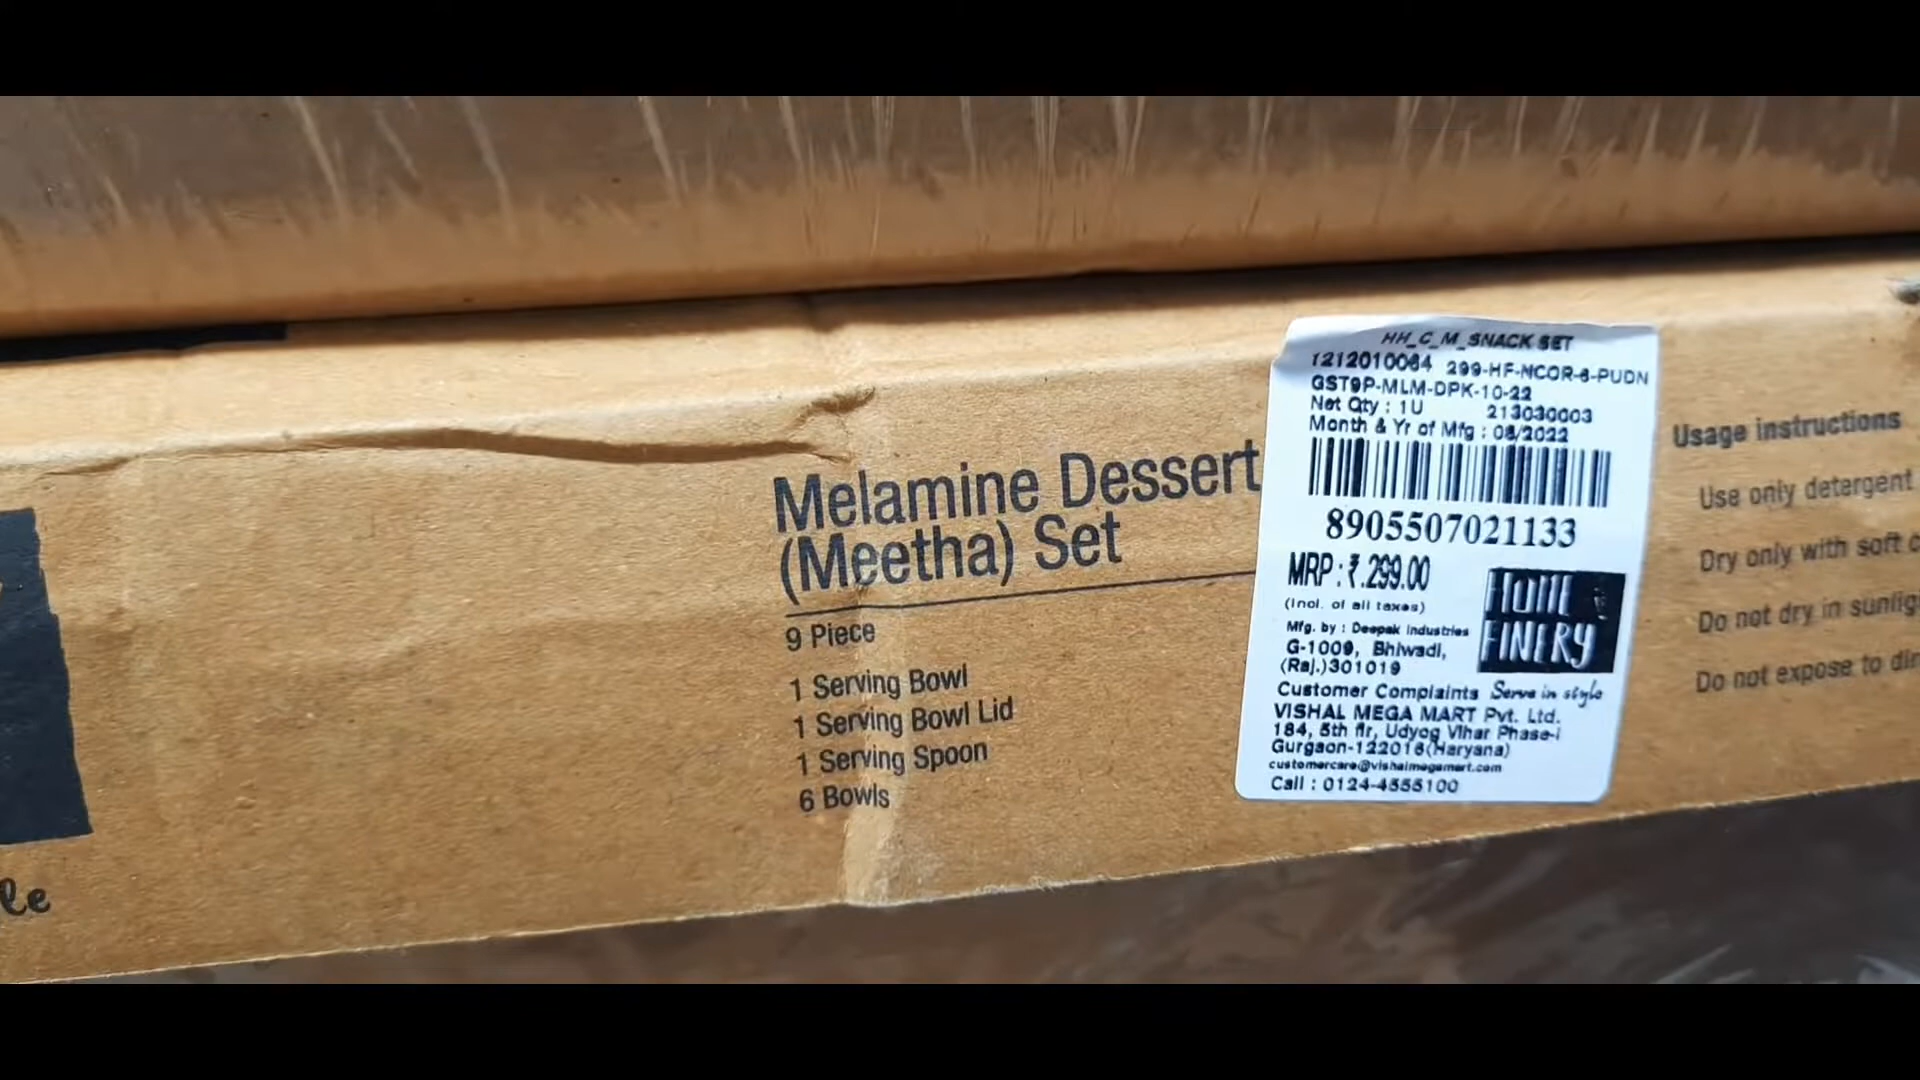 Melamine Dessert
(Meetha) Set
9 Piece
1 Serving Bowl
1 Serving Bowl Lid
1 Serving Spoon
6 Bowls
HH_C_M_SNACK SET
1212010064 299-HF-NCOR-6-PUDN
GST9P-MLM-DPK-10-22
Net Qty : 1U 213030003
Month & Yr of Mfg : 08/2022
8905507021133
MRP : ₹.299.00
(Incl. of all taxes)
Mfg. by : Deepak Industries
G-1009, Bhiwadi,
(Raj.)301019
HOME
FINERY
Serve in style
Customer Complaints
VISHAL MEGA MART Pvt. Ltd.
184, 5th flr, Udyog Vihar Phase-I
Gurgaon-122016(Haryana)
customercare@vishalmegamart.com
Call : 0124-4555100
Usage instructions
Use only detergent
Dry only with soft
Do not dry in
Do not expose to